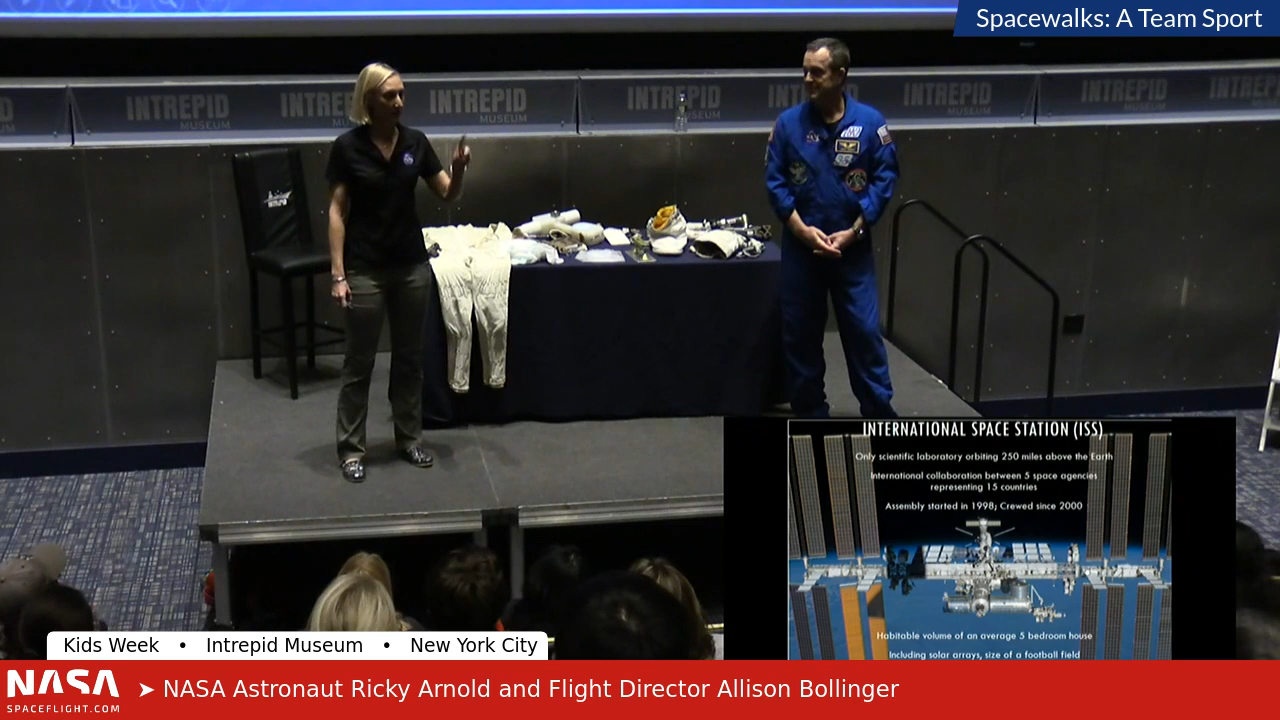 Spacewalks: A Team Sport
INTREPID
MUSEUM
INTREPID
MUSEUM
INTREPID
MUSEUM
INTREPID
MUSEUM
INTREPID
MUSEUM
INTERNATIONAL SPACE STATION (ISS)
Only scientific laboratory orbiting 250 miles above the Earth
International collaboration between 5 space agencies
representing 15 countries
Assembly started in 1998; Crewed since 2000
Habitable volume of an average 5 bedroom house
Including solar arrays, size of a football field
Kids Week • Intrepid Museum • New York City
NASA
SPACEFLIGHT.COM
➤ NASA Astronaut Ricky Arnold and Flight Director Allison Bollinger